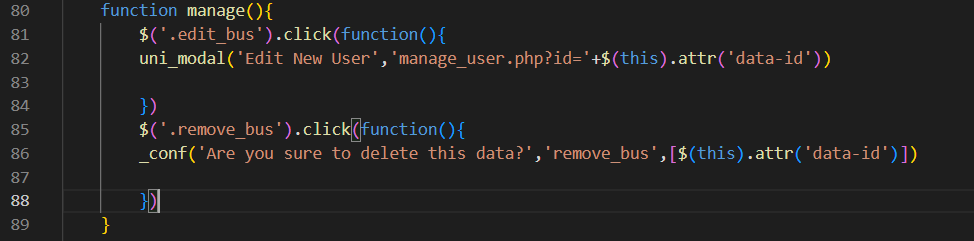 80 function manage(){
81 $('.edit_bus').click(function(){
82 uni_modal('Edit New User','manage_user.php?id='+$(this).attr('data-id'))
83
84 })
85 $('.remove_bus').click(function(){
86 _conf('Are you sure to delete this data?','remove_bus',[$(this).attr('data-id')])
87
88 })
89 }